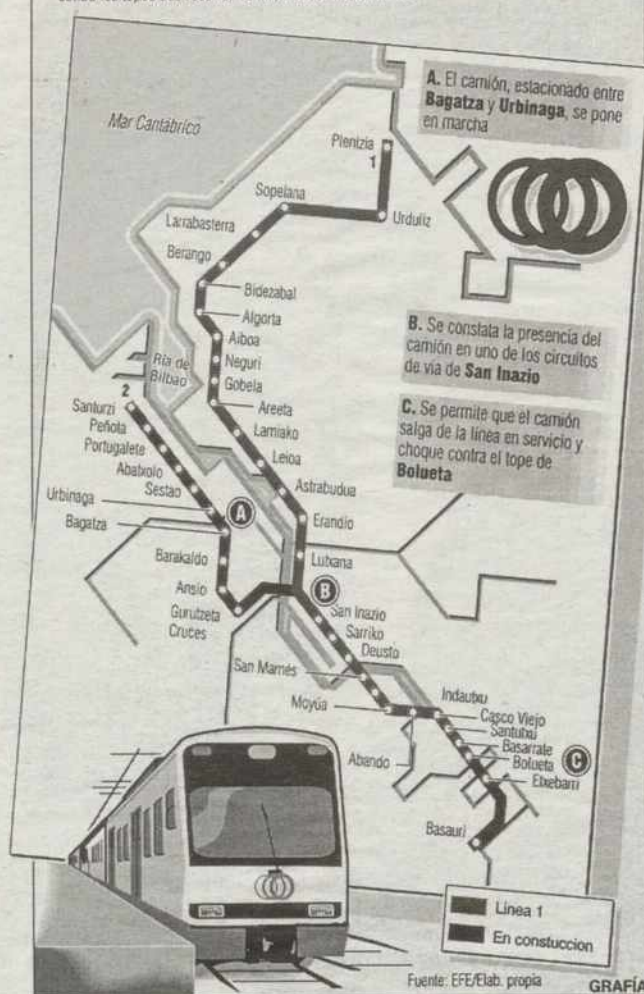 A. El camión, estacionado entre
Bagatza y Urbinaga, se pone
en marcha
Mar Cantábrico
Plenizia
1
Sopelana
Urduliz
Larrabasterra
Berango
Bidezabal
Algorta
Aiboa
Neguri
Gobela
Areeta
Lamiako
Leioa
Astrabudua
Erandio
Lutxana
B. Se constata la presencia del
camión en uno de los circuitos
de vía de San Inazio
C. Se permite que el camión
salga de la línea en servicio y
choque contra el tope de
Bolueta
Ría de
Bilbao
2
Santurzi
Peñota
Portugalete
Abatxolo
Sestao
Urbinaga
Bagatza
A
Barakaldo
Ansio
Gurutzeta
Cruces
B
San Inazio
Sarriko
Deusto
San Mamés
Moyúa
Indautxu
Casco Viejo
Santutxu
Basarrate
Bolueta
C
Etxebarri
Abando
Basauri
Línea 1
En constuccion
Fuente: EFE/Elab. propia
GRAFÍA